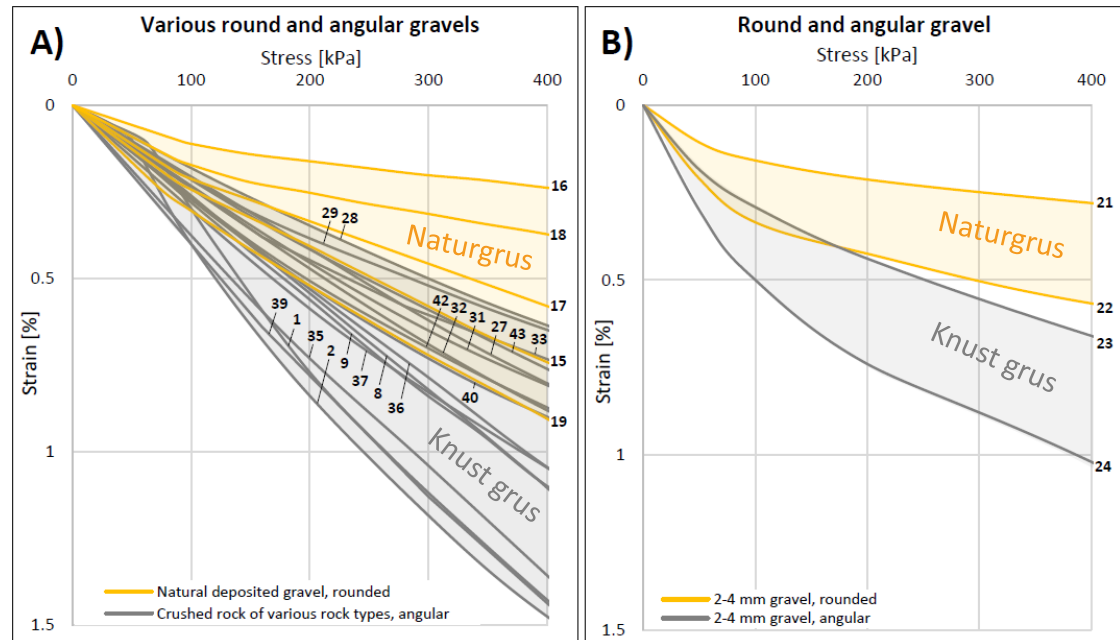 A)
Various round and angular gravels
Stress [kPa]
0 100 200 300 400
0
0.5
1
1.5
Strain [%]
29 28
Naturgrus
16
18
17
42 32 31 27 43 33
15
39 1 35 2 9 37 8 36 40
19
Knust grus
Natural deposited gravel, rounded
Crushed rock of various rock types, angular
B)
Round and angular gravel
Stress [kPa]
0 100 200 300 400
0
0.5
1
1.5
Strain [%]
Naturgrus
21
22
Knust grus
23
24
2-4 mm gravel, rounded
2-4 mm gravel, angular